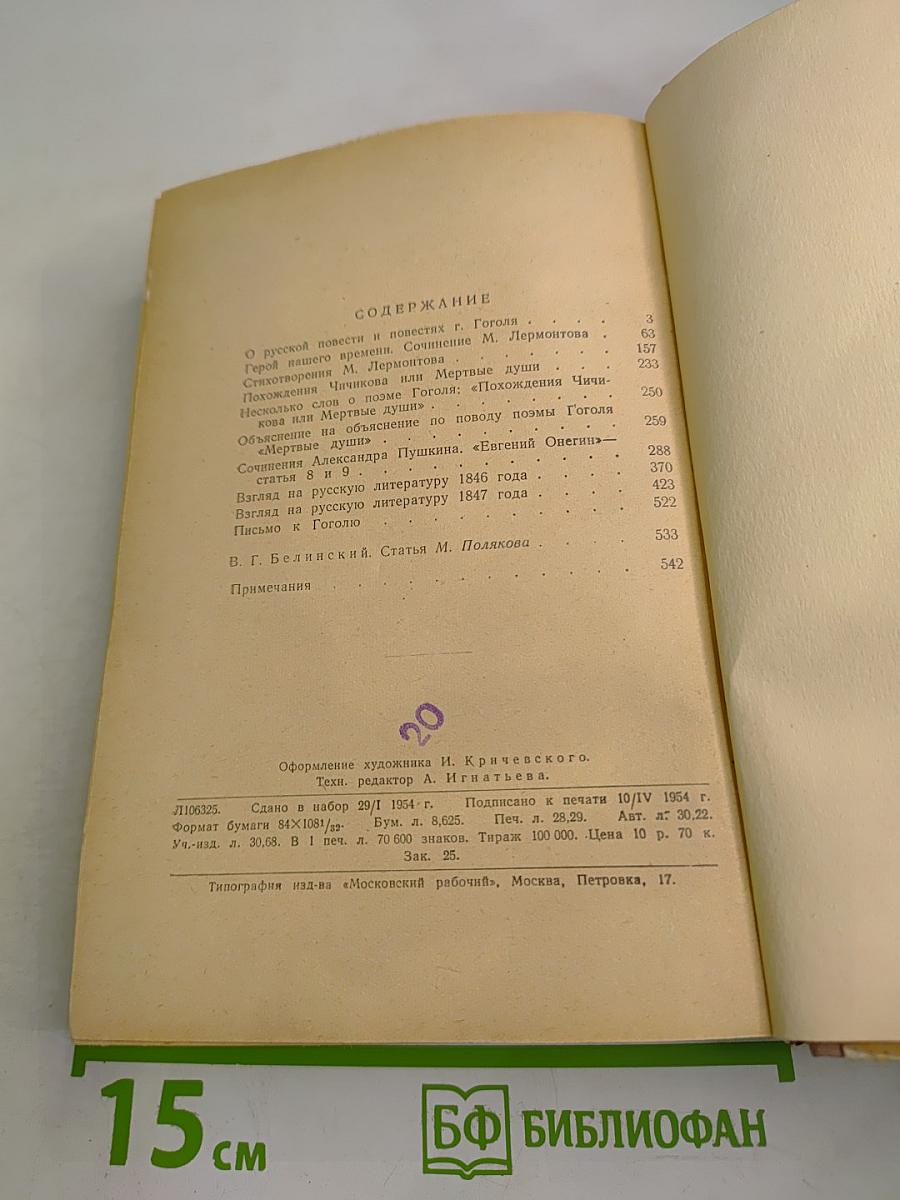 СОДЕРЖАНИЕ
О русской повести и повестях г. Гоголя . . . . 3
Герой нашего времени. Сочинение М. Лермонтова . 63
Стихотворения М. Лермонтова . . . . . . . 157
Похождения Чичикова или Мертвые души . . . 233
Несколько слов о поэме Гоголя: «Похождения Чичи-
кова или Мертвые души» . . . . . . . . 250
Объяснение на объяснение по поводу поэмы Гоголя
«Мертвые души» . . . . . . . . . . 259
Сочинения Александра Пушкина. «Евгений Онегин»—
статья 8 и 9 . . . . . . . . . . . 288
Взгляд на русскую литературу 1846 года . . . . 370
Взгляд на русскую литературу 1847 года . . . . 423
Письмо к Гоголю . . . . . . . . . 522
В. Г. Белинский. Статья М. Полякова . . . . 533
Примечания . . . . . . . . . . . 542
20
Оформление художника И. Кричевского.
Техн. редактор А. Игнатьева.
Л106325. Сдано в набор 29/I 1954 г. Подписано к печати 10/IV 1954 г.
Формат бумаги 84×108 1/32. Бум. л. 8,625. Печ. л. 28,29. Авт. л. 30,22.
Уч.-изд. л. 30,68. В 1 печ. л. 70 600 знаков. Тираж 100 000. Цена 10 р. 70 к.
Зак. 25.
Типография изд-ва «Московский рабочий», Москва, Петровка, 17.
15 см
БФ БИБЛИОФАН